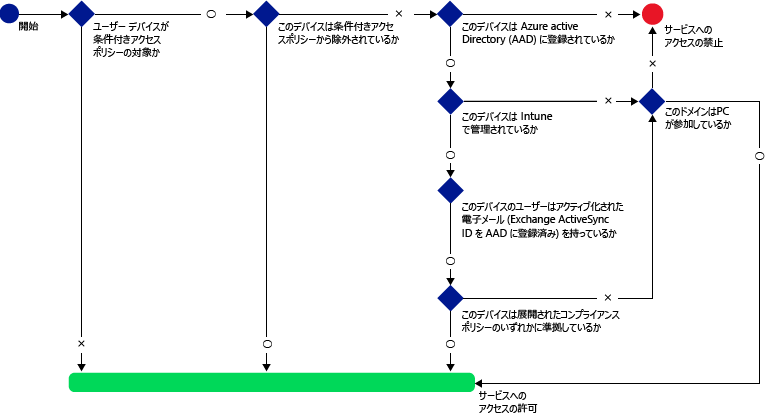 開始
ユーザー デバイスが
条件付きアクセス
ポリシーの対象か
○
このデバイスは条件付きアクセ
スポリシーから除外されているか
×
このデバイスは Azure active
Directory (AAD) に登録されているか
×
サービスへの
アクセスの禁止
○
×
このデバイスは Intune
で管理されているか
×
このドメインはPC
が参加しているか
○
○
このデバイスのユーザーはアクティブ化された
電子メール (Exchange ActiveSync
ID を AAD に登録済み) を持っているか
○
×
このデバイスは展開されたコンプライアンス
ポリシーのいずれかに準拠しているか
×
○
○
サービスへの
アクセスの許可